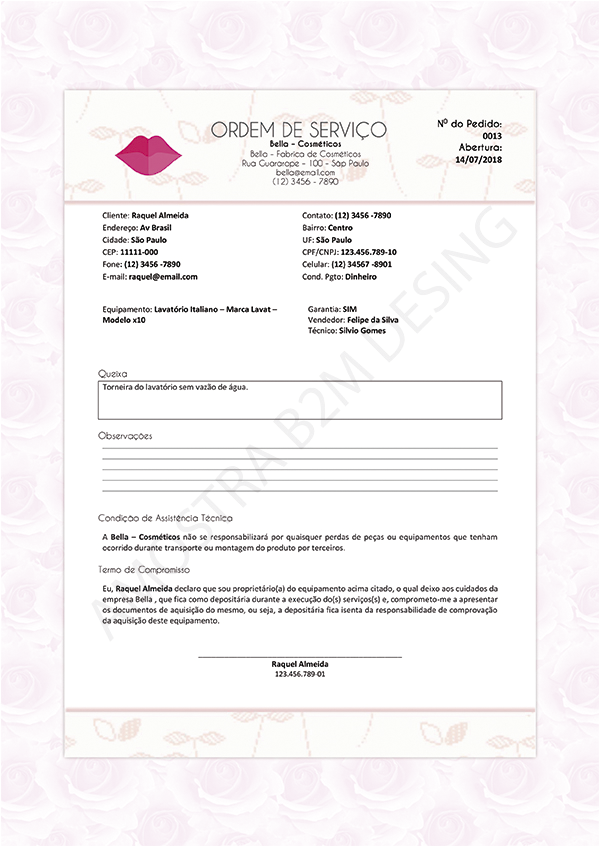 ORDEM DE SERVIÇO
Bella - Cosméticos
Bella - Fabrica de Cosméticos
Rua Guararape - 100 - Sap Paulo
bella@email.com
(12) 3456 - 7890
Nº do Pedido:
0013
Abertura:
14/07/2018
Cliente: Raquel Almeida
Endereço: Av Brasil
Cidade: São Paulo
CEP: 11111-000
Fone: (12) 3456 -7890
E-mail: raquel@email.com
Contato: (12) 3456 -7890
Bairro: Centro
UF: São Paulo
CPF/CNPJ: 123.456.789-10
Celular: (12) 34567 -8901
Cond. Pgto: Dinheiro
Equipamento: Lavatório Italiano – Marca Lavat –
Modelo x10
Garantia: SIM
Vendedor: Felipe da Silva
Técnico: Silvio Gomes
Queixa
Torneira do lavatório sem vazão de água.
Observações
Condição de Assistência Técnica
A Bella – Cosméticos não se responsabilizará por quaisquer perdas de peças ou equipamentos que tenham
ocorrido durante transporte ou montagem do produto por terceiros.
Termo de Compromisso
Eu, Raquel Almeida declaro que sou proprietário(a) do equipamento acima citado, o qual deixo aos cuidados da
empresa Bella , que fica como depositária durante a execução do(s) serviços(s) e, comprometo-me a apresentar
os documentos de aquisição do mesmo, ou seja, a depositária fica isenta da responsabilidade de comprovação
da aquisição deste equipamento.
Raquel Almeida
123.456.789-01
AMOSTRA B2M DESING